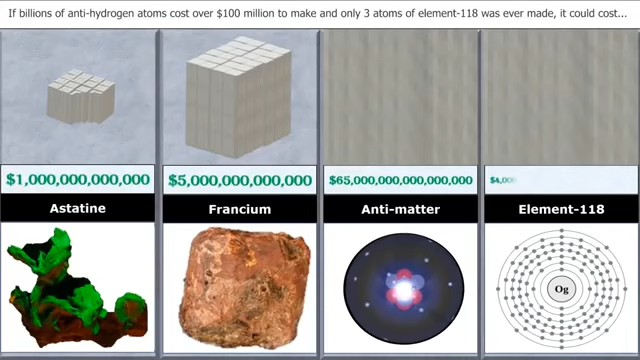 If billions of anti-hydrogen atoms cost over $100 million to make and only 3 atoms of element-118 was ever made, it could cost...
$1,000,000,000,000
$5,000,000,000,000
$65,000,000,000,000,000
$4,000
Astatine
Francium
Anti-matter
Element-118
Og